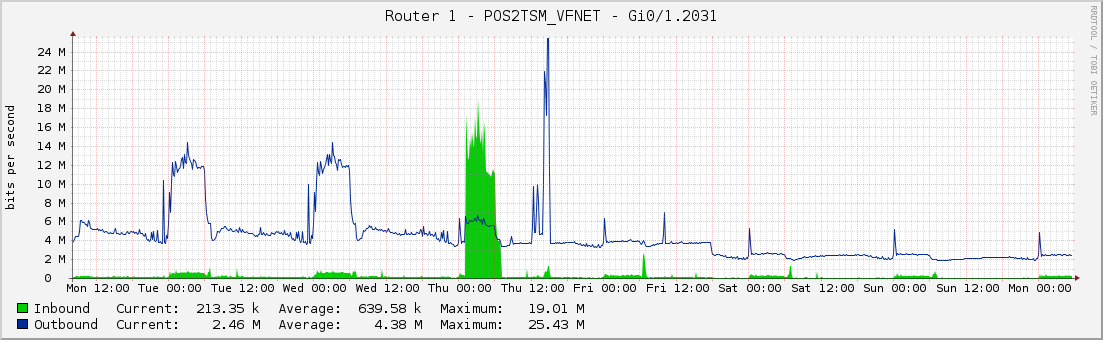 Router 1 - POS2TSM_VFNET - Gi0/1.2031
RRDTOOL / TOBI OETIKER
bits per second
24 M
22 M
20 M
18 M
16 M
14 M
12 M
10 M
8 M
6 M
4 M
2 M
0
Mon 12:00 Tue 00:00 Tue 12:00 Wed 00:00 Wed 12:00 Thu 00:00 Thu 12:00 Fri 00:00 Fri 12:00 Sat 00:00 Sat 12:00 Sun 00:00 Sun 12:00 Mon 00:00
Inbound Current: 213.35 k Average: 639.58 k Maximum: 19.01 M
Outbound Current: 2.46 M Average: 4.38 M Maximum: 25.43 M